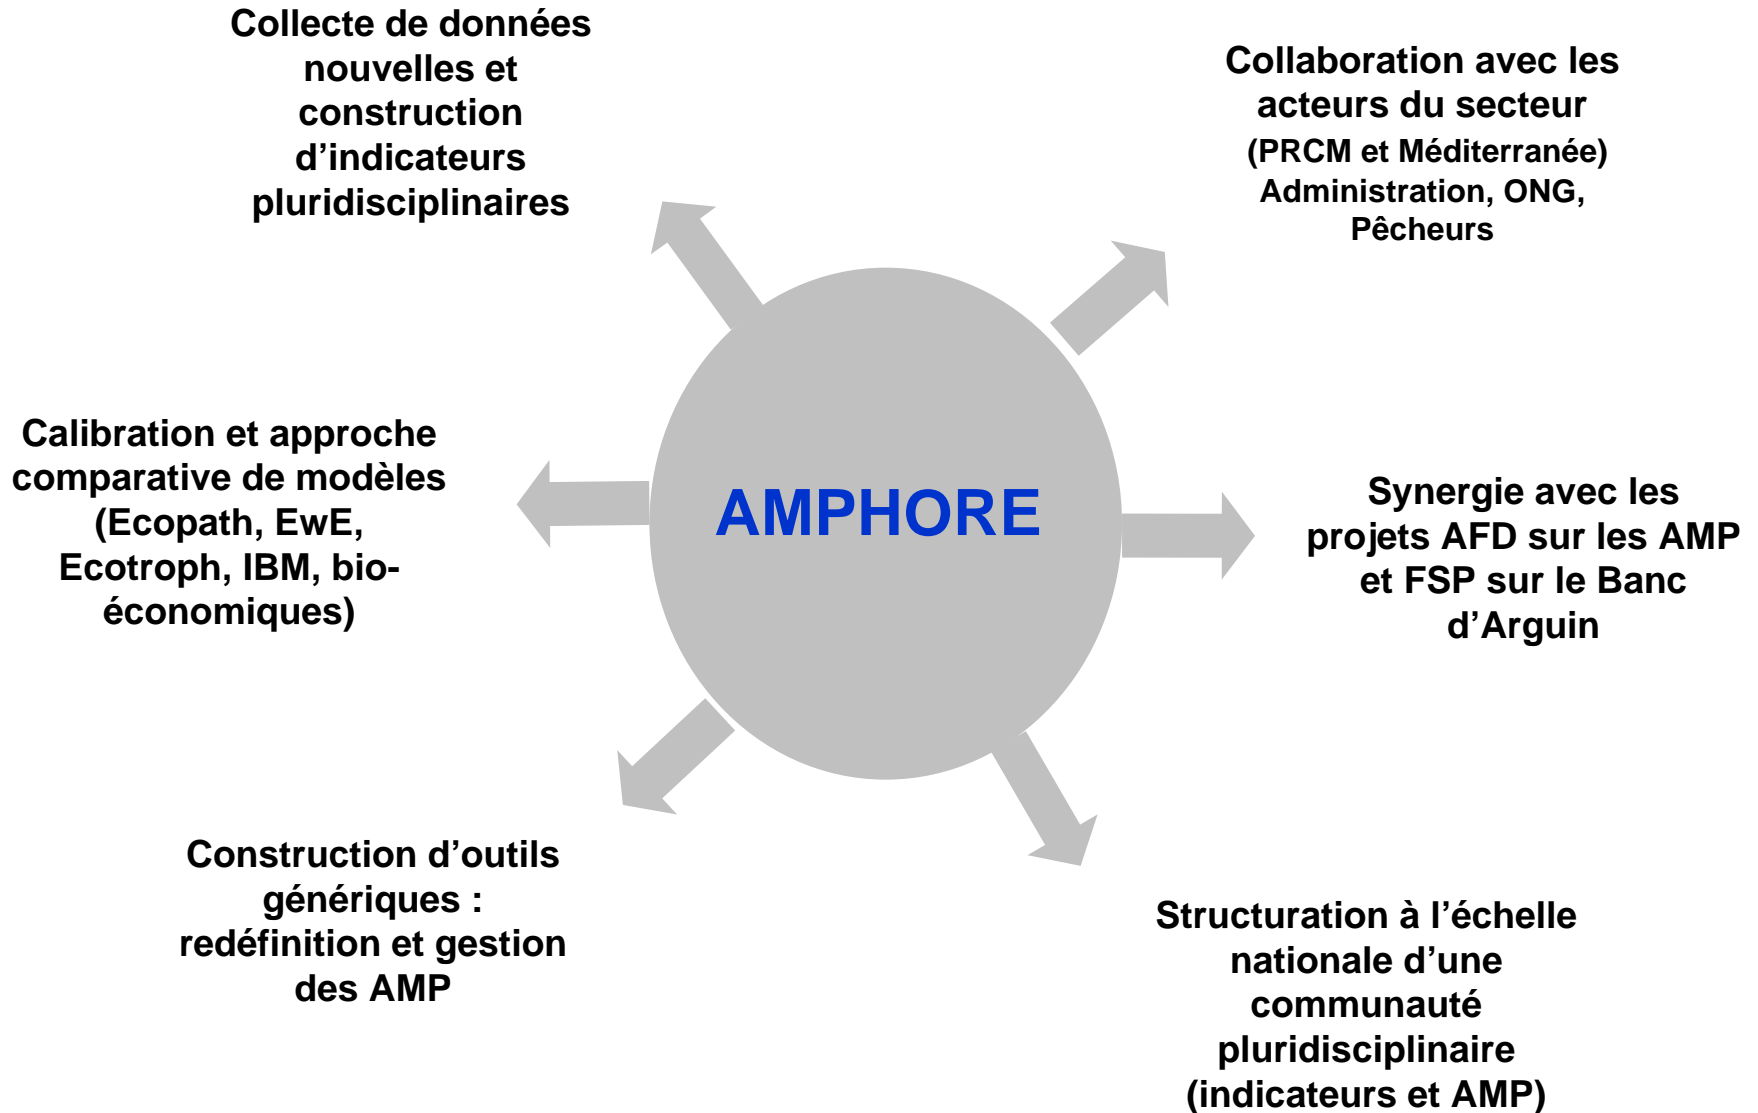 Collecte de données
nouvelles et
construction
d’indicateurs
pluridisciplinaires
Collaboration avec les
acteurs du secteur
(PRCM et Méditerranée)
Administration, ONG,
Pêcheurs
Calibration et approche
comparative de modèles
(Ecopath, EwE,
Ecotroph, IBM, bio-
économiques)
AMPHORE
Synergie avec les
projets AFD sur les AMP
et FSP sur le Banc
d’Arguin
Construction d’outils
génériques :
redéfinition et gestion
des AMP
Structuration à l’échelle
nationale d’une
communauté
pluridisciplinaire
(indicateurs et AMP)